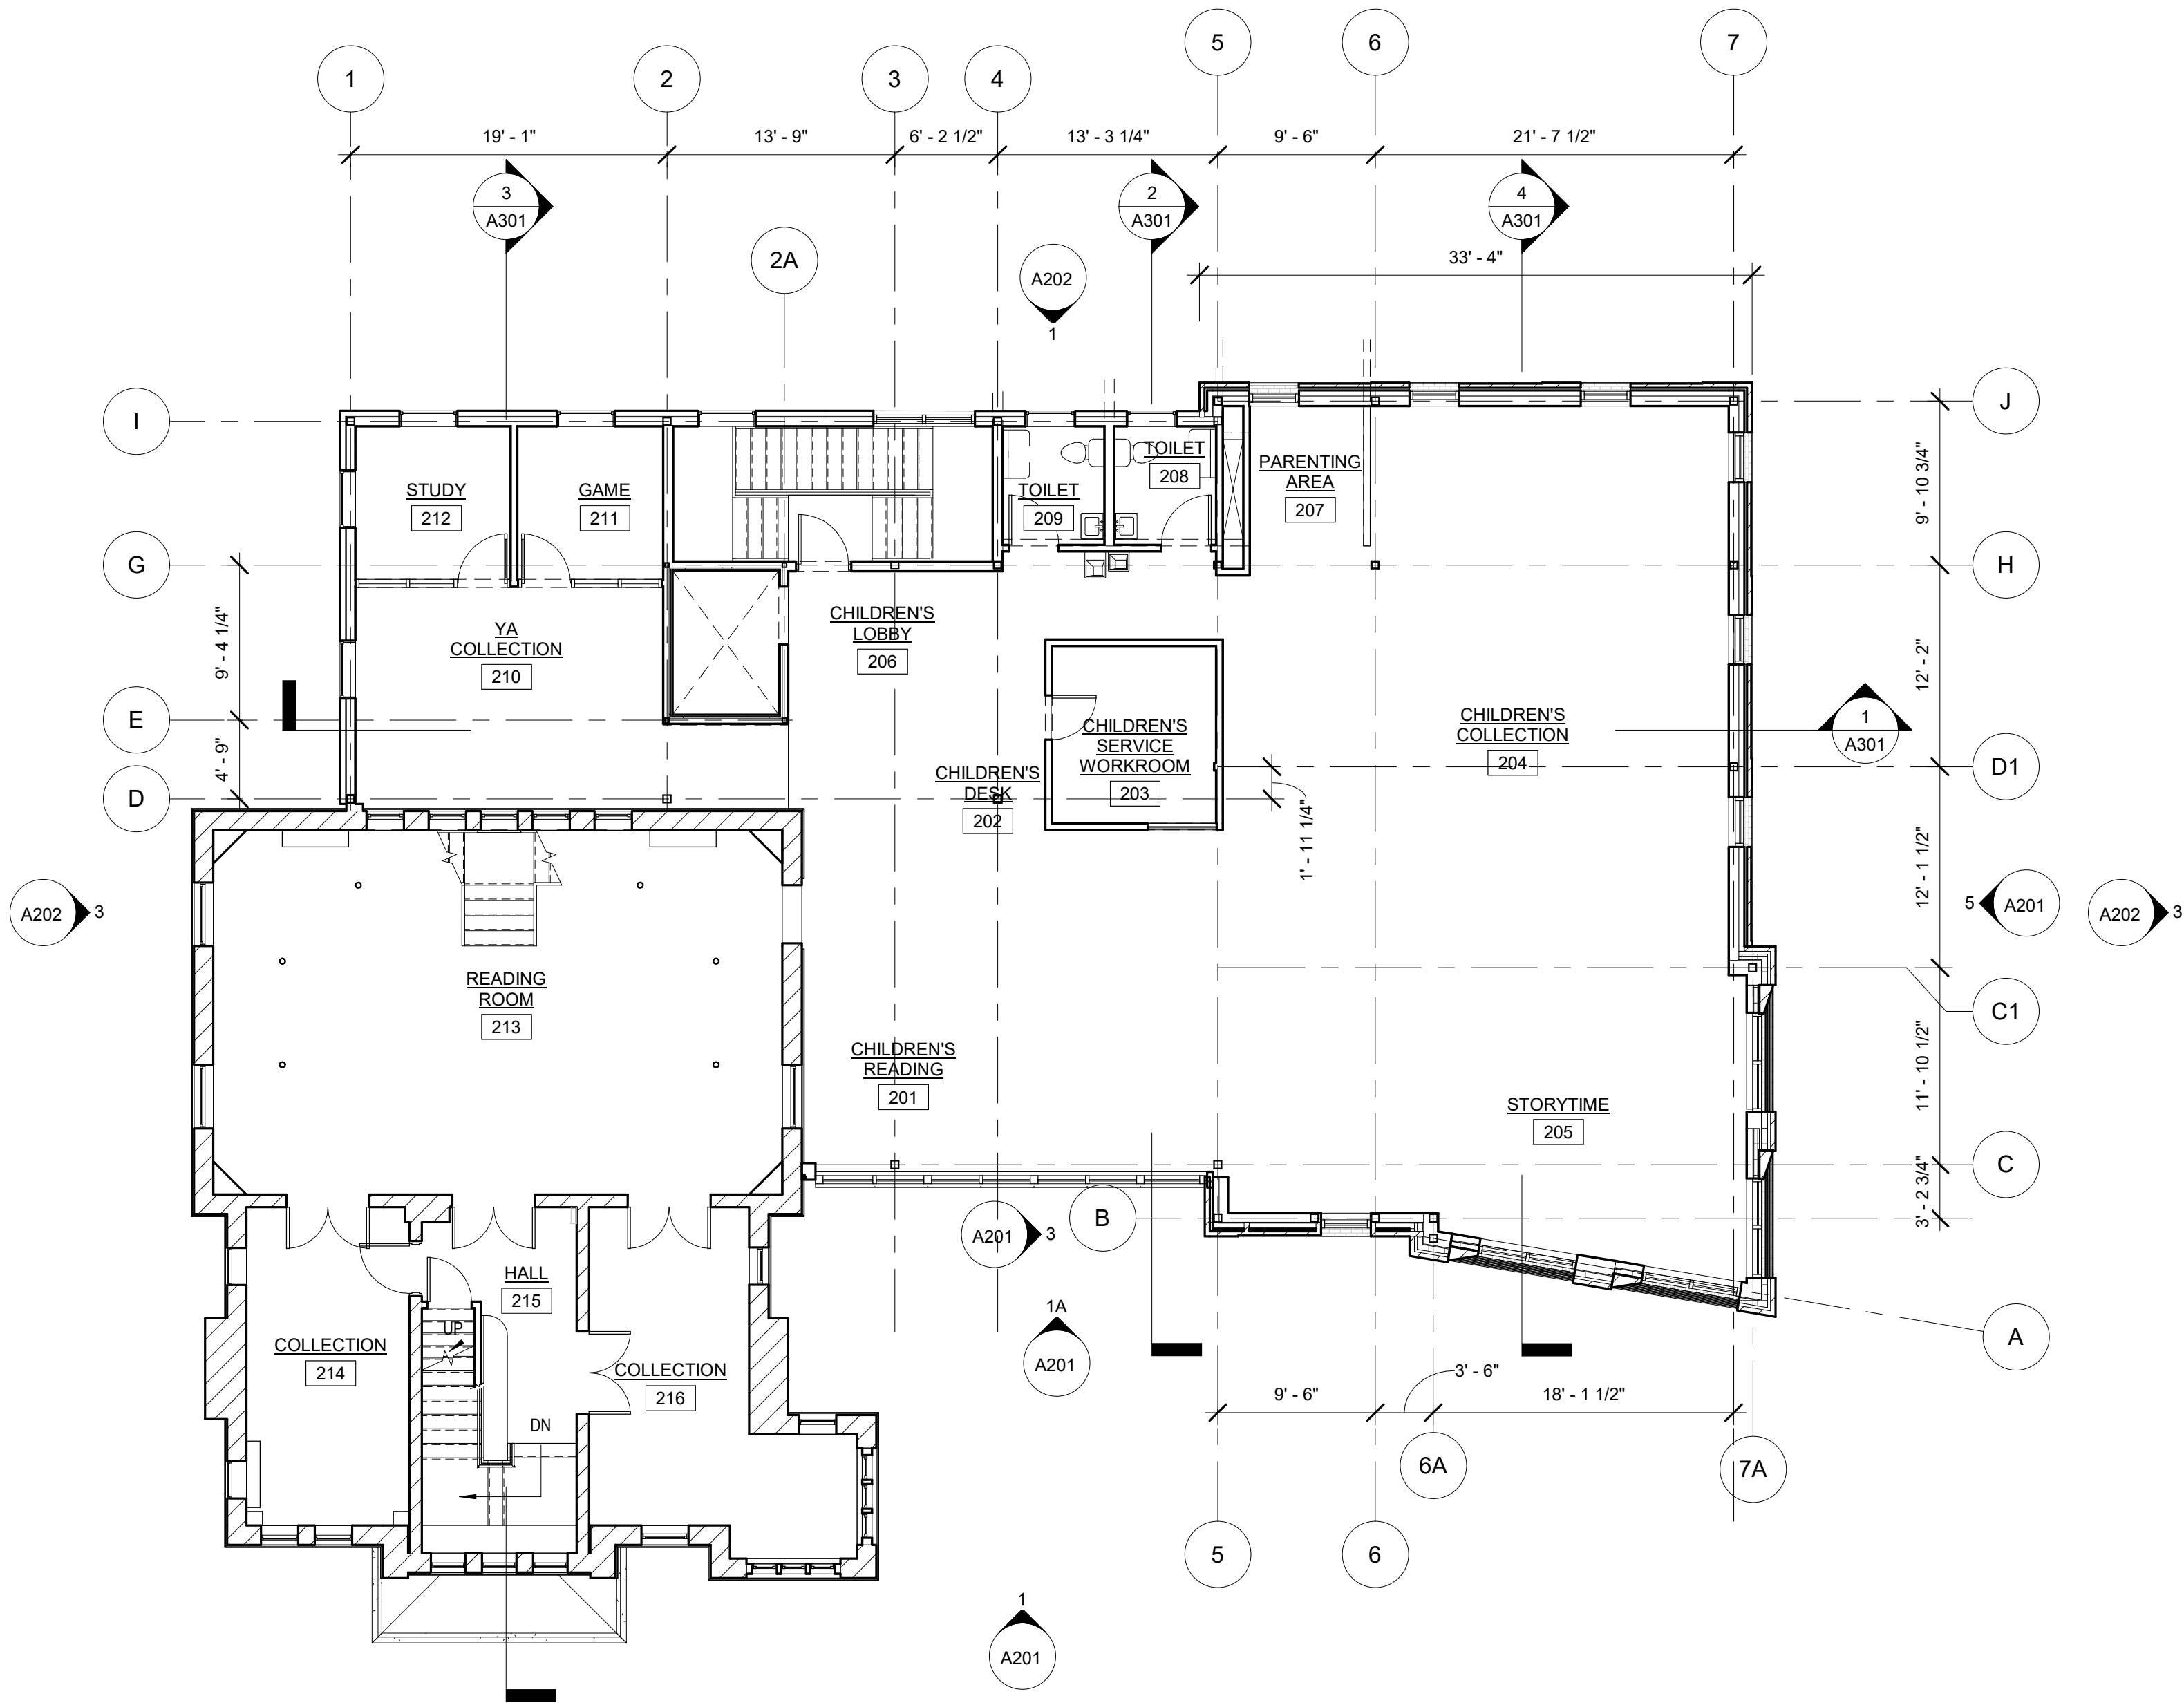 5 6 7
1 2 3 4
19' - 1" 13' - 9" 6' - 2 1/2" 13' - 3 1/4" 9' - 6" 21' - 7 1/2"
3 2 4
A301 A301 A301
2A
33' - 4"
A202
1
I
J
STUDY
212
GAME
211
TOILET
209
TOILET
208
PARENTING
AREA
207
9' - 10 3/4"
G
H
9' - 4 1/4"
YA
COLLECTION
210
CHILDREN'S
LOBBY
206
12' - 2"
E
CHILDREN'S
SERVICE
WORKROOM
203
CHILDREN'S
COLLECTION
204
1
A301
4' - 9"
D
CHILDREN'S
DESK
202
D1
1' - 11 1/4"
12' - 1 1/2"
A202
3
5
A201
A202
3
READING
ROOM
213
C1
CHILDREN'S
READING
201
11' - 10 1/2"
STORYTIME
205
C
3' - 2 3/4"
A201
3
B
HALL
215
UP
COLLECTION
214
COLLECTION
216
DN
1A
A201
A
3' - 6"
9' - 6" 18' - 1 1/2"
6A 7A
5 6
1
A201